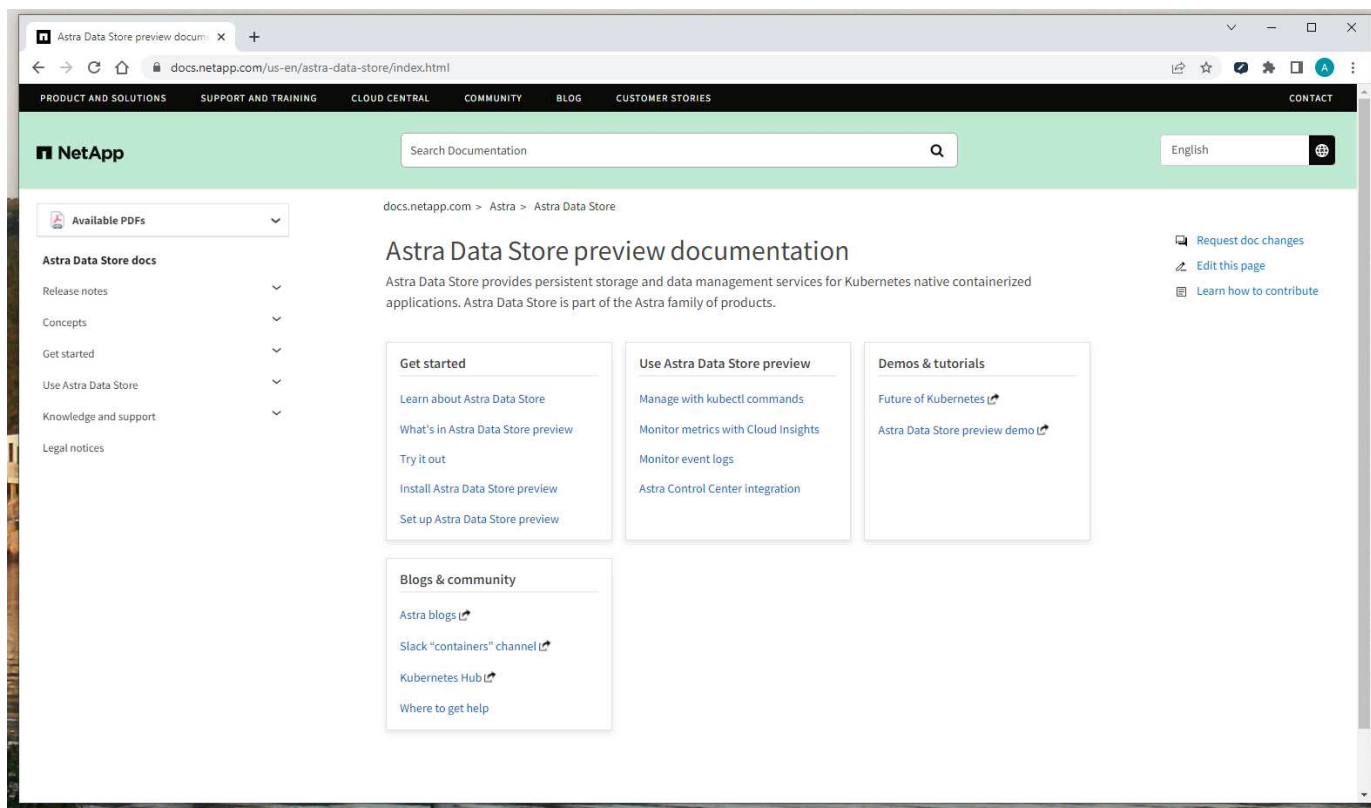 Astra Data Store preview docum
docs.netapp.com/us-en/astra-data-store/index.html
A
PRODUCT AND SOLUTIONS SUPPORT AND TRAINING CLOUD CENTRAL COMMUNITY BLOG CUSTOMER STORIES CONTACT
NetApp
Search Documentation
English
Available PDFs
Astra Data Store docs
Release notes
Concepts
Get started
Use Astra Data Store
Knowledge and support
Legal notices
docs.netapp.com > Astra > Astra Data Store
Astra Data Store preview documentation
Astra Data Store provides persistent storage and data management services for Kubernetes native containerized
applications. Astra Data Store is part of the Astra family of products.
Request doc changes
Edit this page
Learn how to contribute
Get started
Learn about Astra Data Store
What's in Astra Data Store preview
Try it out
Install Astra Data Store preview
Set up Astra Data Store preview
Use Astra Data Store preview
Manage with kubectl commands
Monitor metrics with Cloud Insights
Monitor event logs
Astra Control Center integration
Demos & tutorials
Future of Kubernetes
Astra Data Store preview demo
Blogs & community
Astra blogs
Slack “containers” channel
Kubernetes Hub
Where to get help